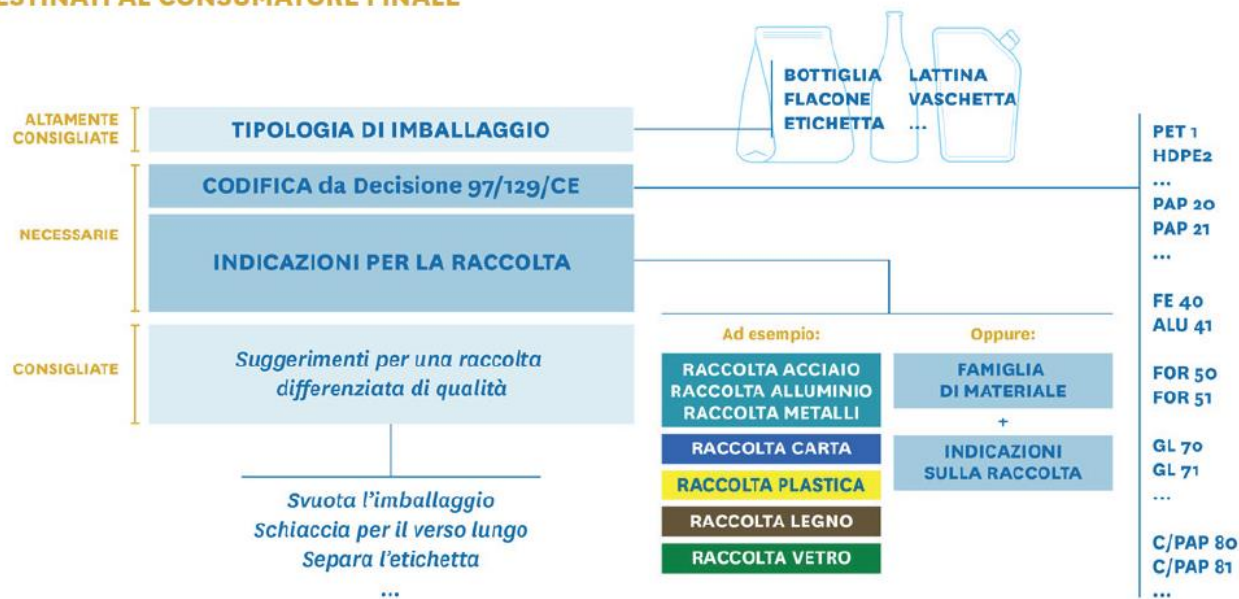 ESTINATI AL CONSUMATORE FINALE
BOTTIGLIA LATTINA
FLACONE VASCHETTA
ETICHETTA ...
ALTAMENTE
CONSIGLIATE
TIPOLOGIA DI IMBALLAGGIO
NECESSARIE
CODIFICA da Decisione 97/129/CE
INDICAZIONI PER LA RACCOLTA
CONSIGLIATE
Suggerimenti per una raccolta
differenziata di qualità
Svuota l'imballaggio
Schiaccia per il verso lungo
Separa l'etichetta
...
Ad esempio:
RACCOLTA ACCIAIO
RACCOLTA ALLUMINIO
RACCOLTA METALLI
RACCOLTA CARTA
RACCOLTA PLASTICA
RACCOLTA LEGNO
RACCOLTA VETRO
Oppure:
FAMIGLIA
DI MATERIALE
+
INDICAZIONI
SULLA RACCOLTA
PET 1
HDPE2
...
PAP 20
PAP 21
...
FE 40
ALU 41
FOR 50
FOR 51
GL 70
GL 71
...
C/PAP 80
C/PAP 81
...